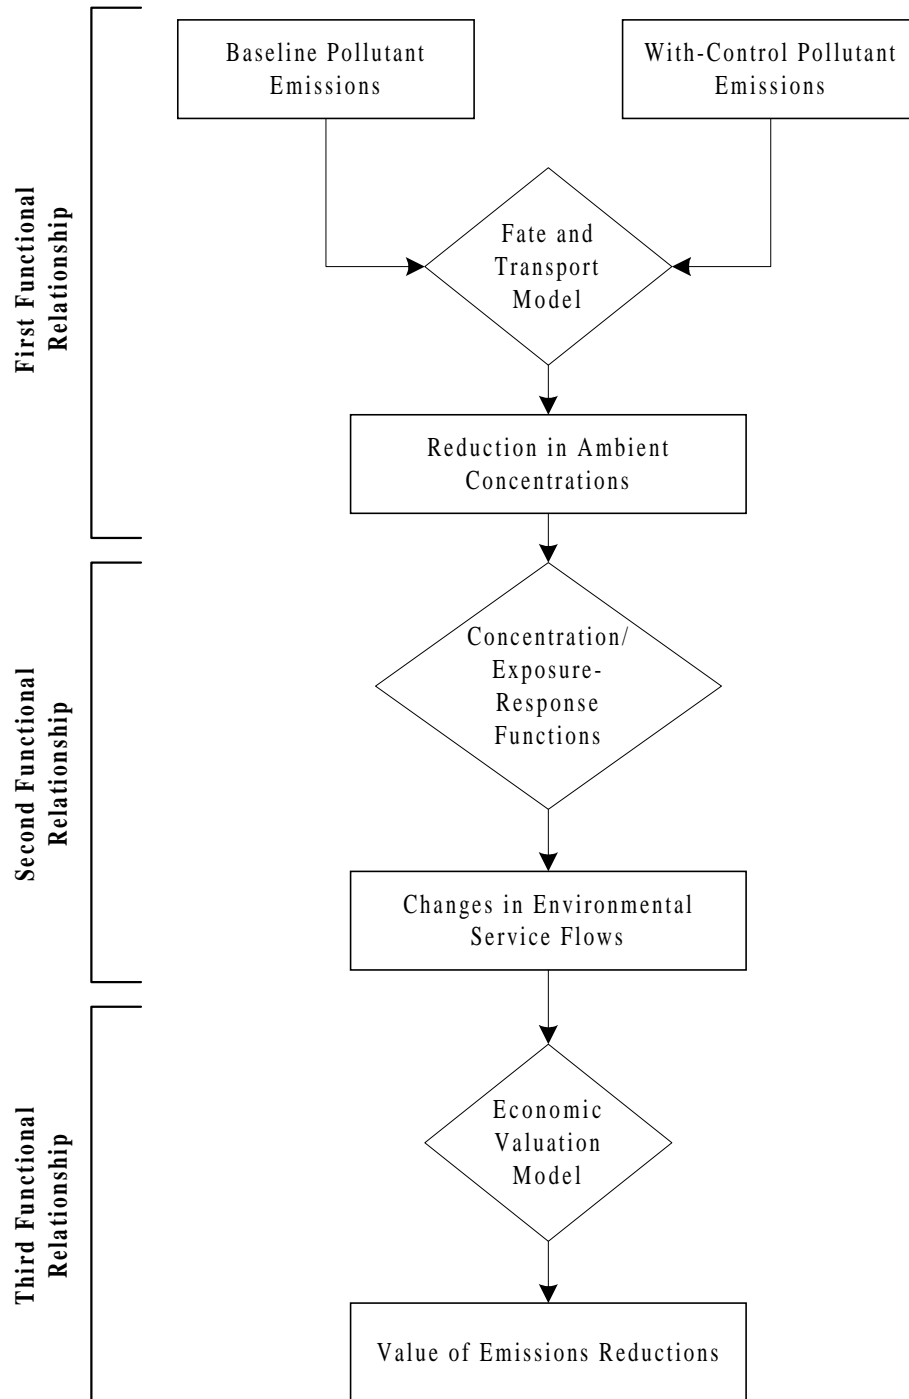 Baseline Pollutant
Emissions
With-Control Pollutant
Emissions
First Functional
Relationship
Fate and
Transport
Model
Reduction in Ambient
Concentrations
Second Functional
Relationship
Concentration/
Exposure-
Response
Functions
Changes in Environmental
Service Flows
Third Functional
Relationship
Economic
Valuation
Model
Value of Emissions Reductions